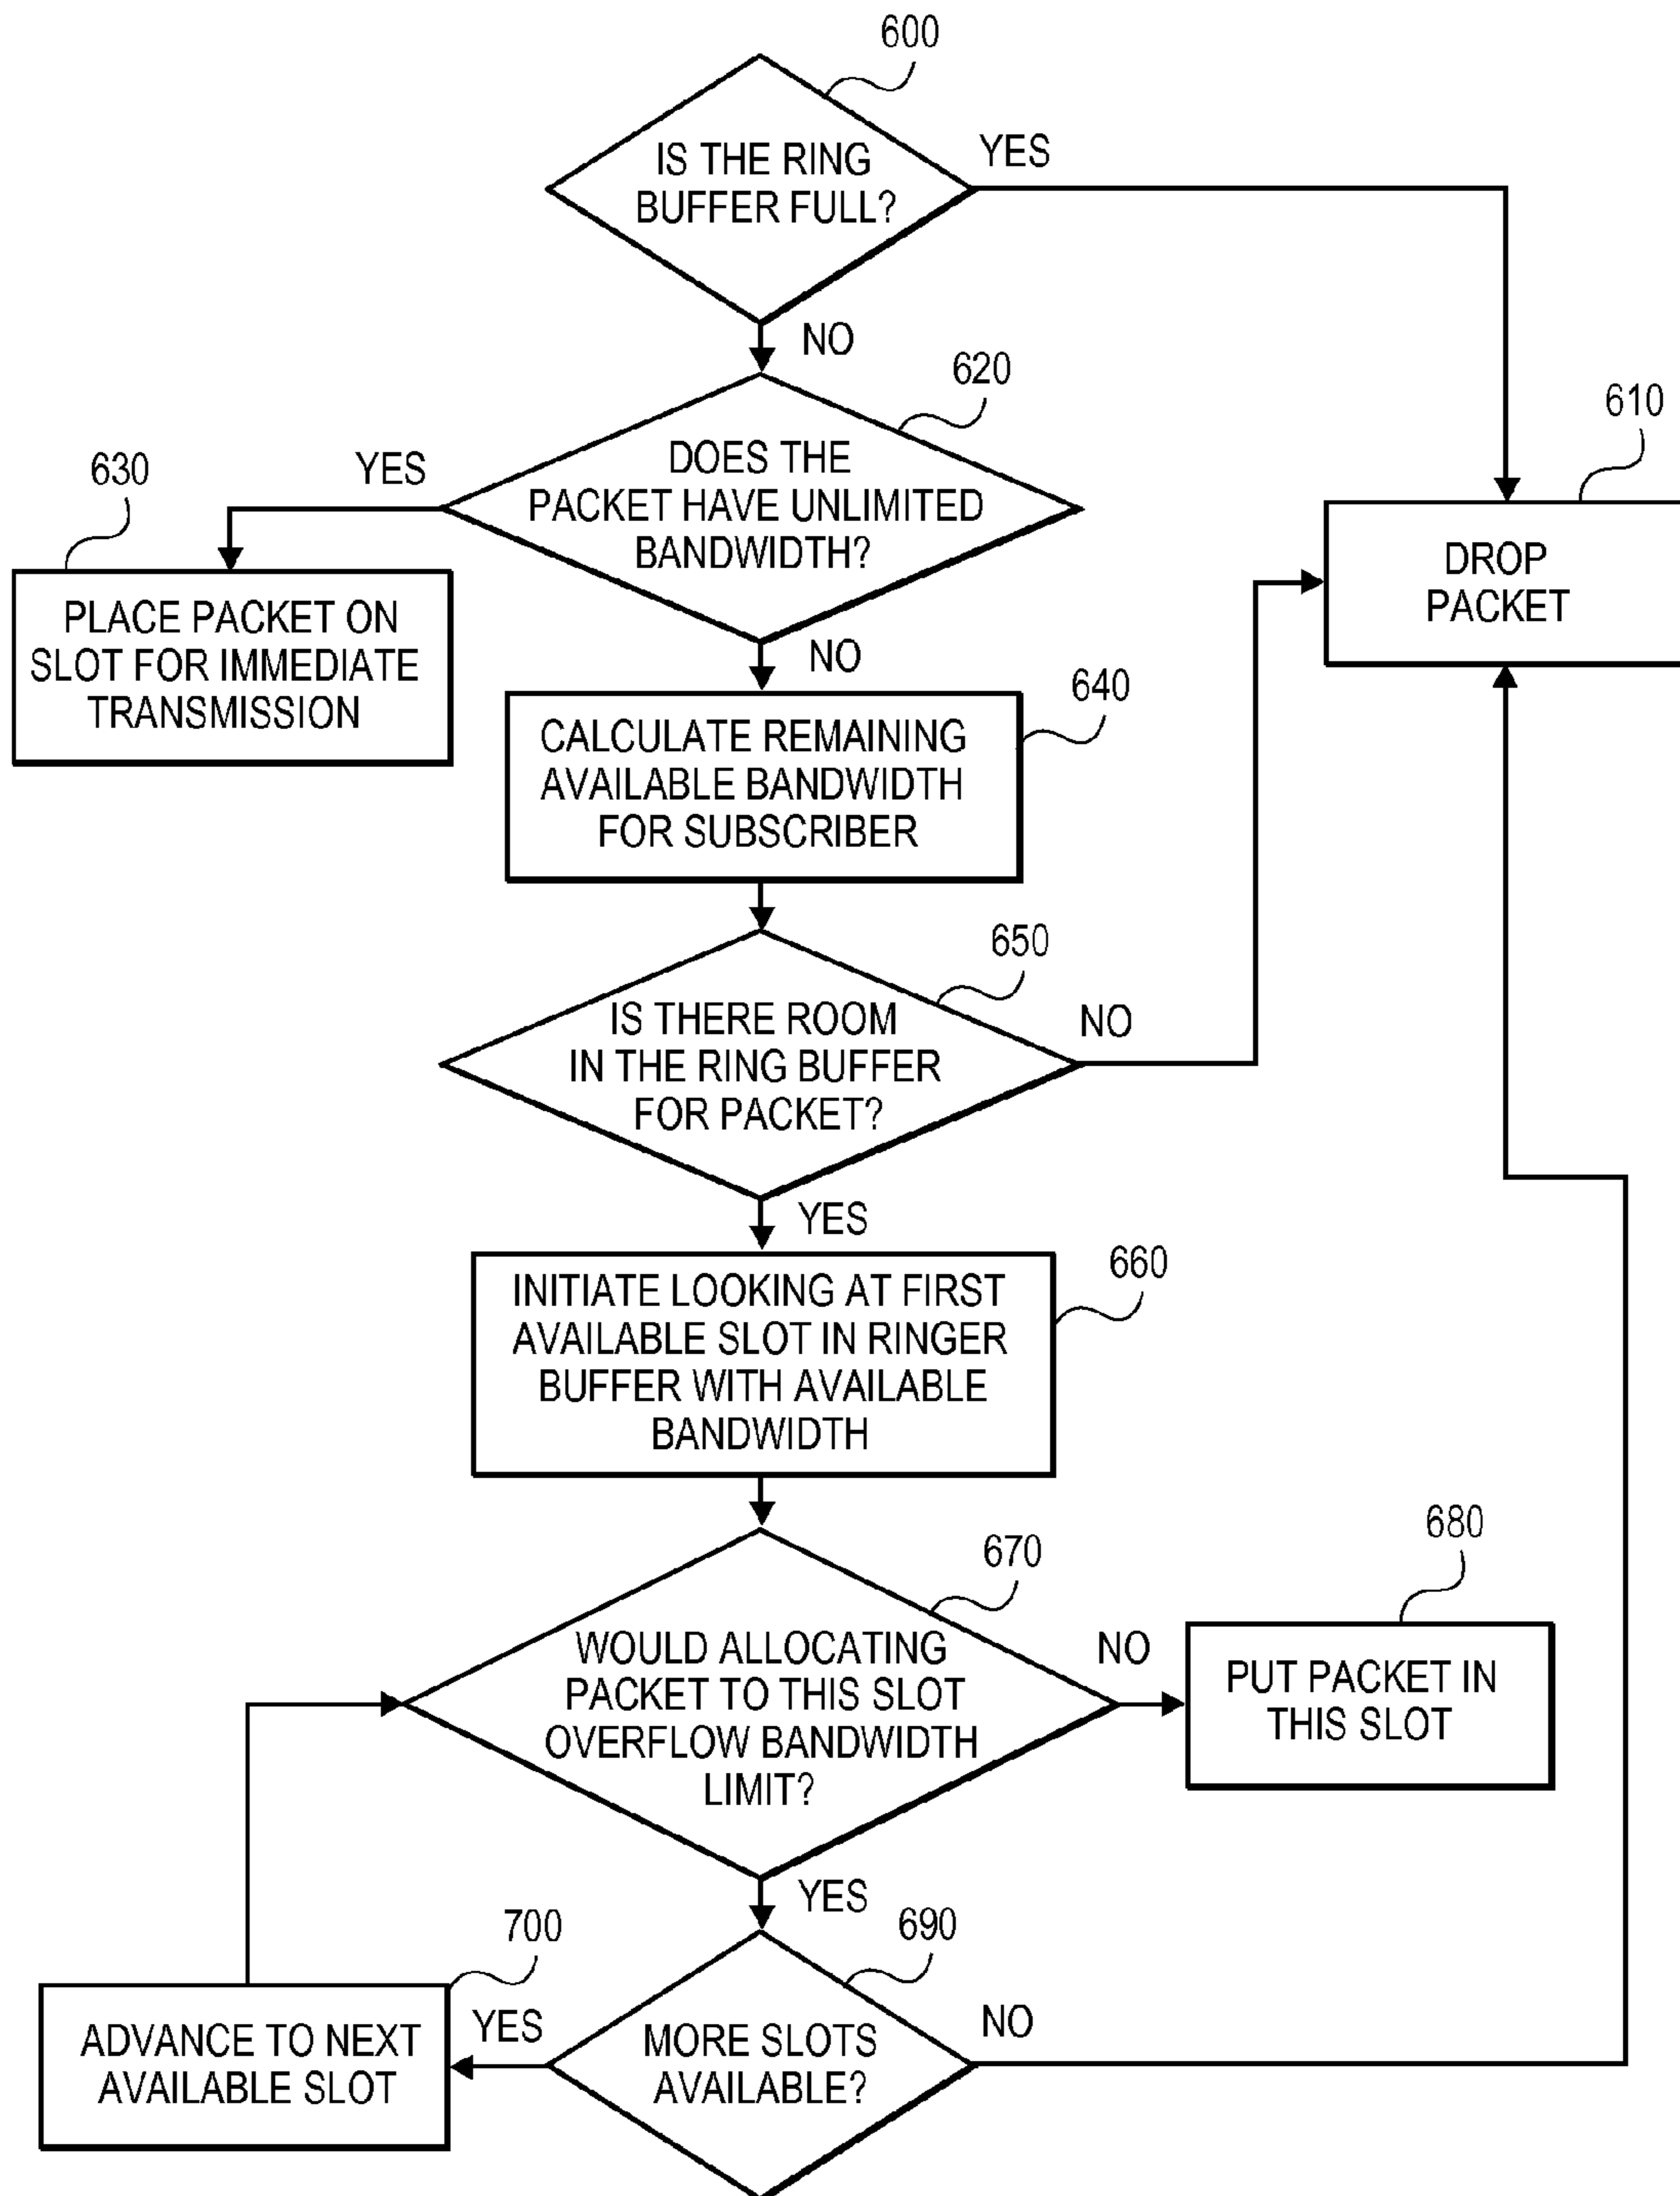 600
IS THE RING
BUFFER FULL?
YES
NO
620
DOES THE
PACKET HAVE UNLIMITED
BANDWIDTH?
YES
630
PLACE PACKET ON
SLOT FOR IMMEDIATE
TRANSMISSION
610
DROP
PACKET
NO
640
CALCULATE REMAINING
AVAILABLE BANDWIDTH
FOR SUBSCRIBER
650
IS THERE ROOM
IN THE RING BUFFER
FOR PACKET?
NO
YES
660
INITIATE LOOKING AT FIRST
AVAILABLE SLOT IN RINGER
BUFFER WITH AVAILABLE
BANDWIDTH
670
WOULD ALLOCATING
PACKET TO THIS SLOT
OVERFLOW BANDWIDTH
LIMIT?
NO
680
PUT PACKET IN
THIS SLOT
YES
690
MORE SLOTS
AVAILABLE?
NO
YES
700
ADVANCE TO NEXT
AVAILABLE SLOT